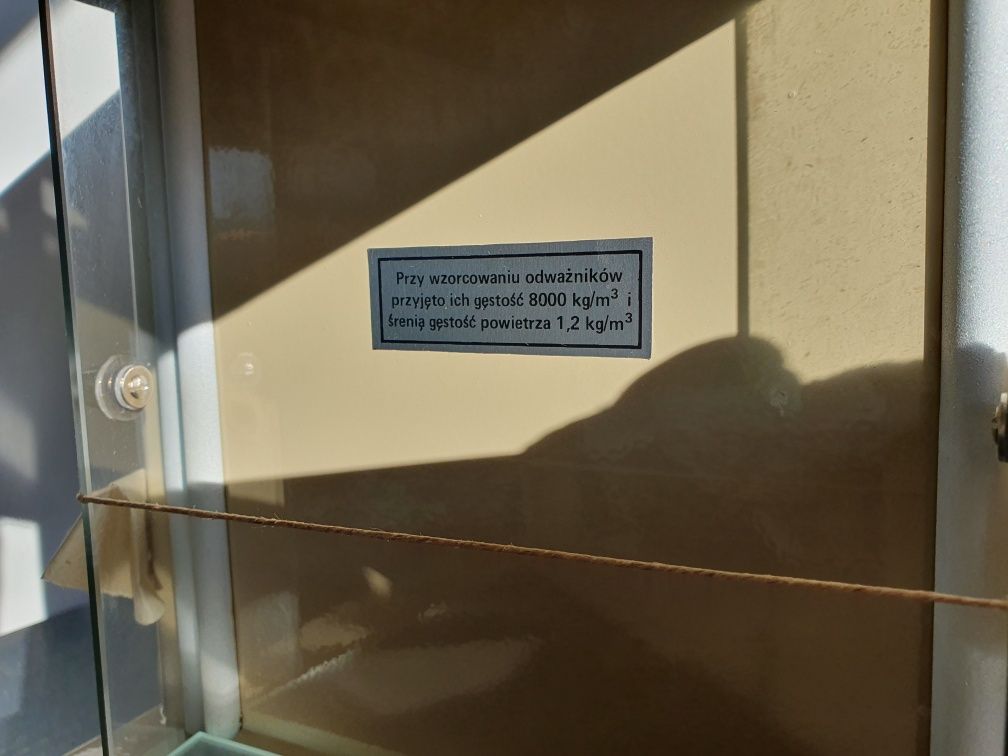 Przy wzorcowaniu odważników
przyjęto ich gęstość 8000 kg/m³ i
śrenią gęstość powietrza 1,2 kg/m³